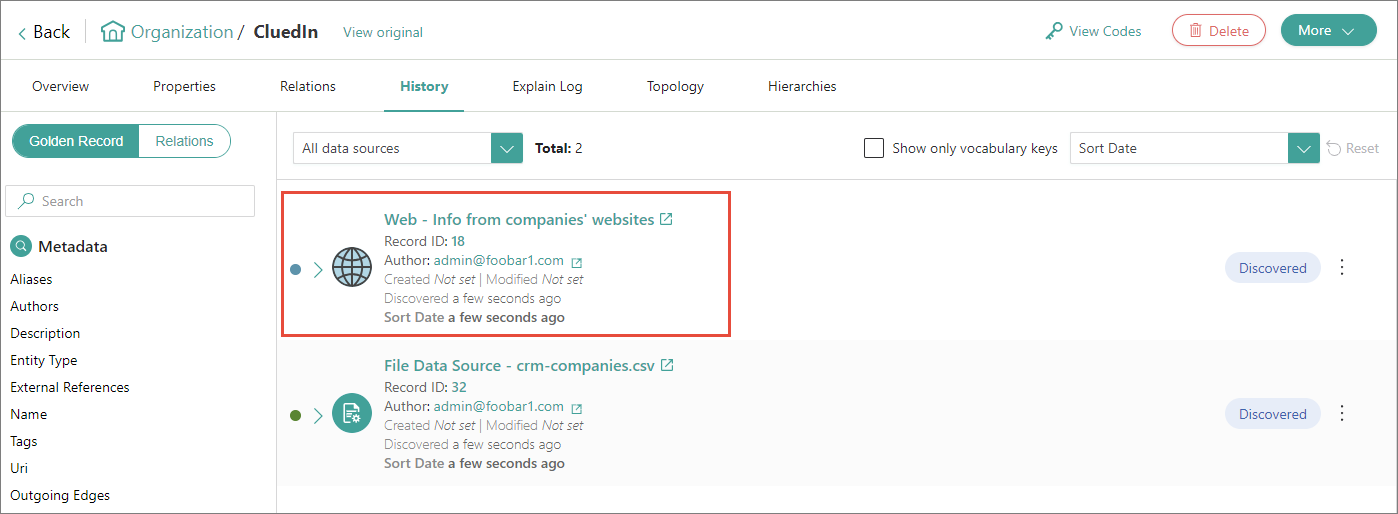 Back
Organization / CluedIn
View original
View Codes
Delete
More
Overview
Properties
Relations
History
Explain Log
Topology
Hierarchies
Golden Record
Relations
Search
Metadata
Aliases
Authors
Description
Entity Type
External References
Name
Tags
Uri
Outgoing Edges
All data sources
Total: 2
Show only vocabulary keys
Sort Date
Reset
Web - Info from companies' websites
Record ID: 18
Author: admin@foobar1.com
Created Not set | Modified Not set
Discovered a few seconds ago
Sort Date a few seconds ago
Discovered
File Data Source - crm-companies.csv
Record ID: 32
Author: admin@foobar1.com
Created Not set | Modified Not set
Discovered a few seconds ago
Sort Date a few seconds ago
Discovered